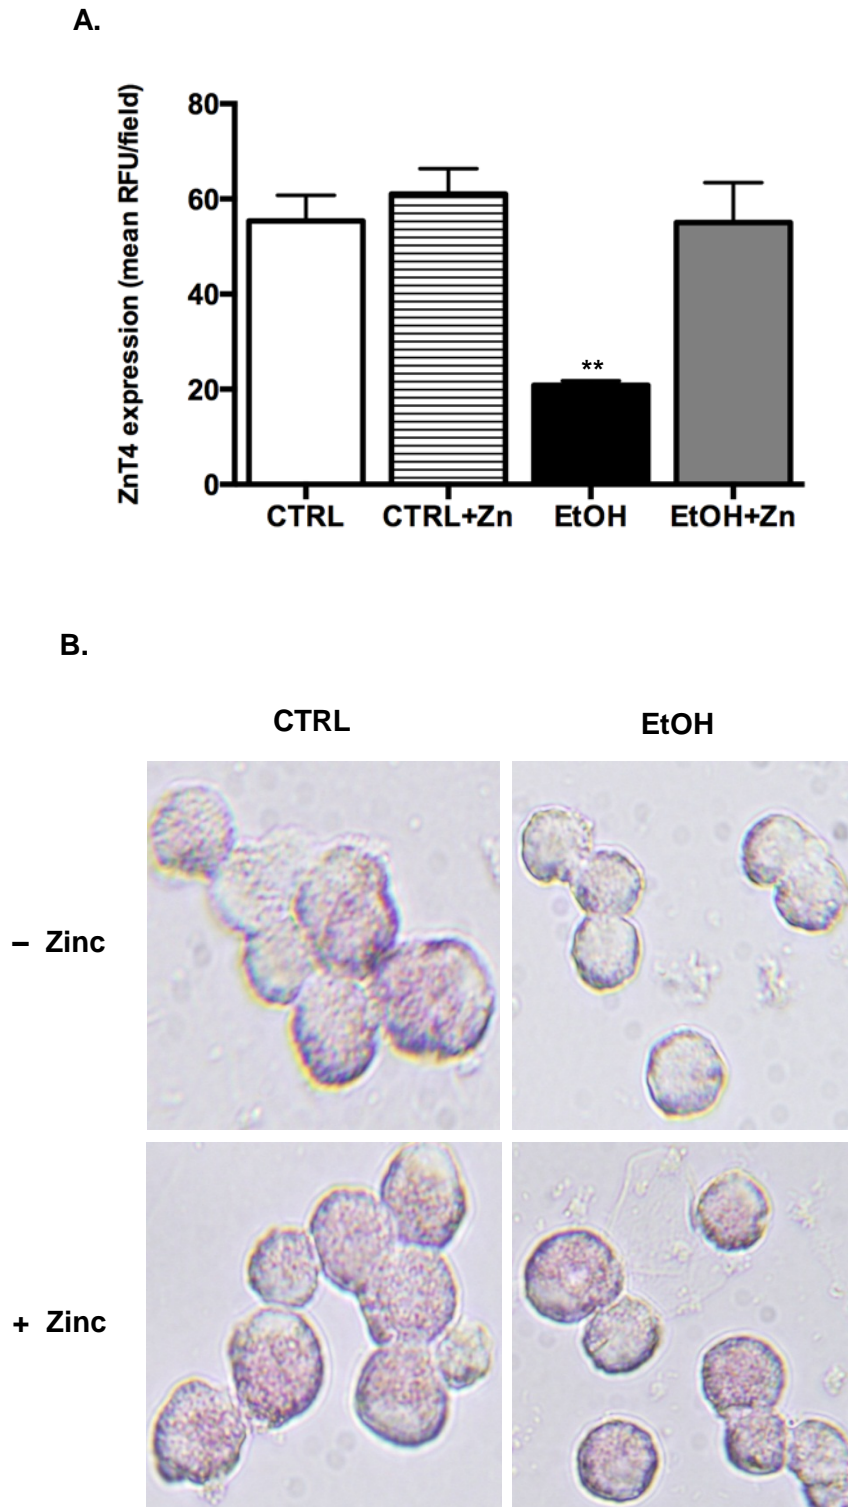 A.
ZnT4 expression (mean RFU/field)
80
60
40
20
0
**
CTRL CTRL+Zn EtOH EtOH+Zn
B.
CTRL EtOH
– Zinc
+ Zinc